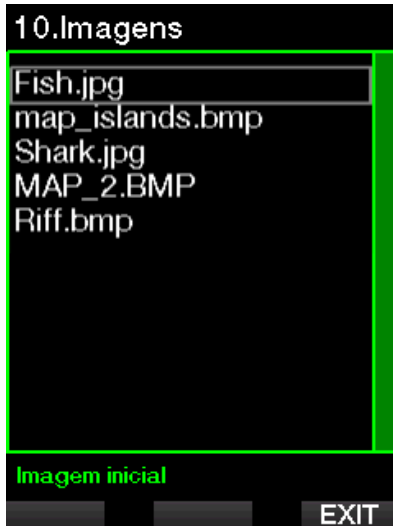 10.Imagens
Fish.jpg
map_islands.bmp
Shark.jpg
MAP_2.BMP
Riff.bmp
Imagem inicial
EXIT